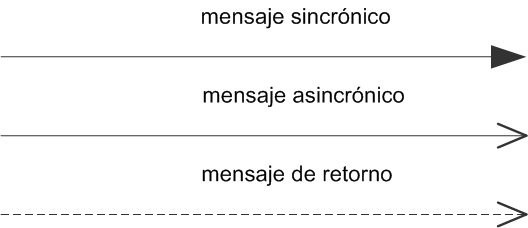 mensaje sincrónico
mensaje asincrónico
mensaje de retorno